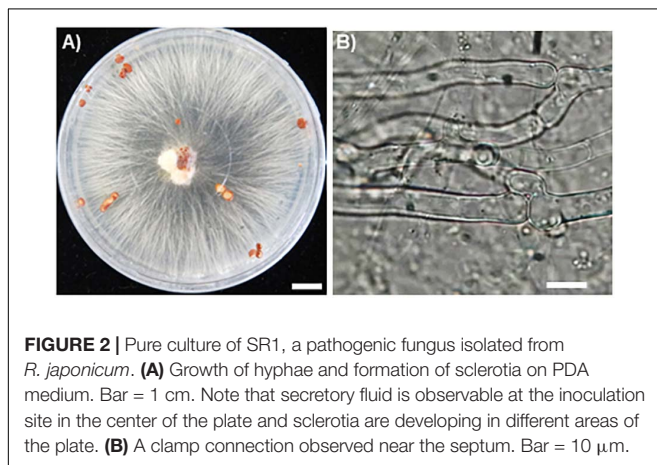 A)
B)
FIGURE 2 | Pure culture of SR1, a pathogenic fungus isolated from
R. japonicum. (A) Growth of hyphae and formation of sclerotia on PDA
medium. Bar = 1 cm. Note that secretory fluid is observable at the inoculation
site in the center of the plate and sclerotia are developing in different areas of
the plate. (B) A clamp connection observed near the septum. Bar = 10 μm.